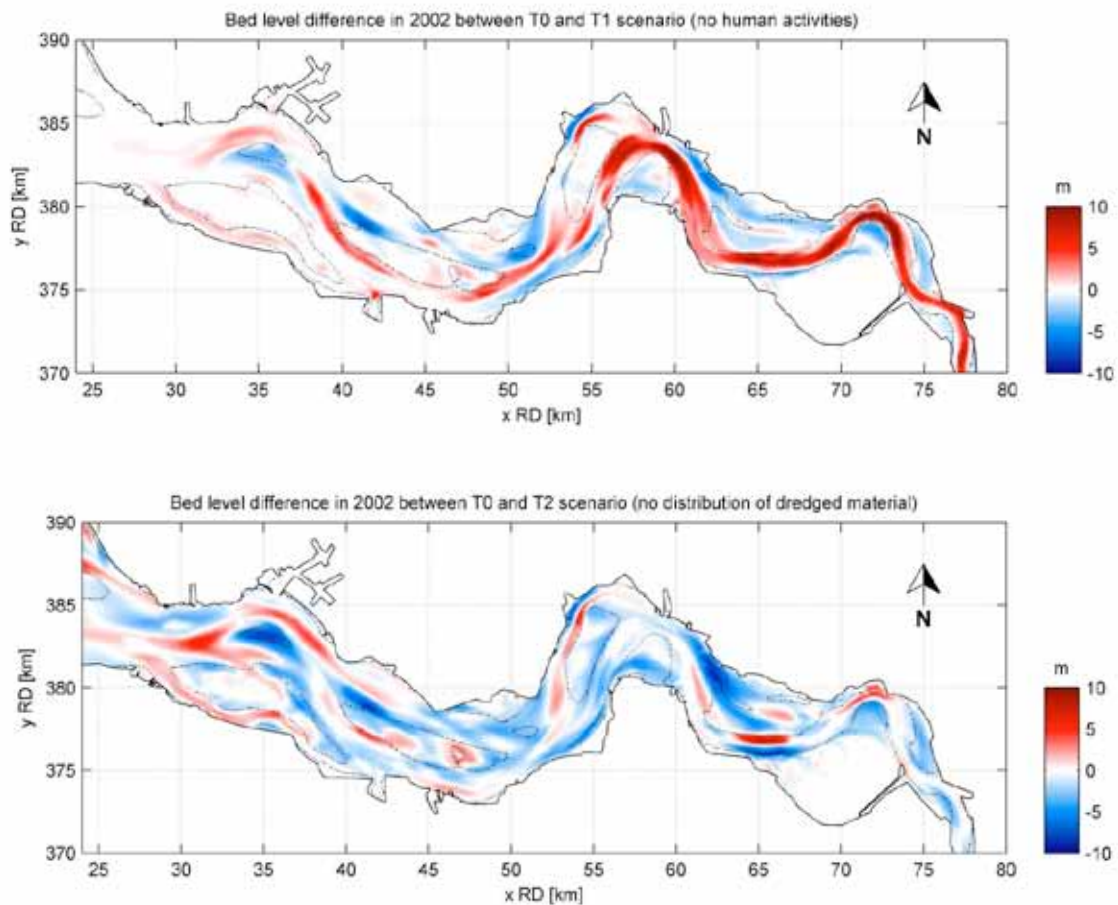 Bed level difference in 2002 between T0 and T1 scenario (no human activities)
390
385
380
375
370
y RD [km]
25 30 35 40 45 50 55 60 65 70 75 80
x RD [km]
N
m
10
5
0
-5
-10
Bed level difference in 2002 between T0 and T2 scenario (no distribution of dredged material)
390
385
380
375
370
y RD [km]
25 30 35 40 45 50 55 60 65 70 75 80
x RD [km]
N
m
10
5
0
-5
-10